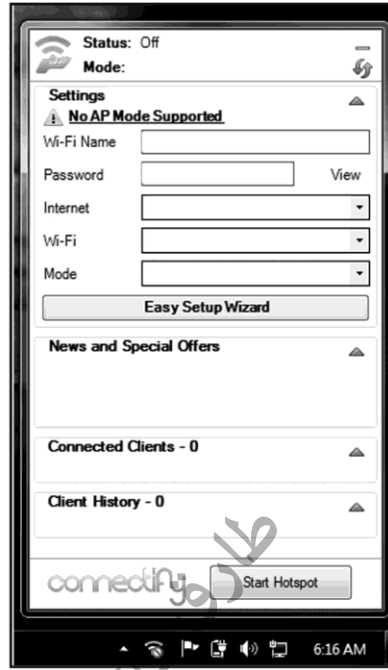 Status: Off
Mode:
Settings
No AP Mode Supported
Wi-Fi Name
Password View
Internet
Wi-Fi
Mode
Easy Setup Wizard
News and Special Offers
Connected Clients - 0
Client History - 0
connectify Start Hotspot
6:16 AM